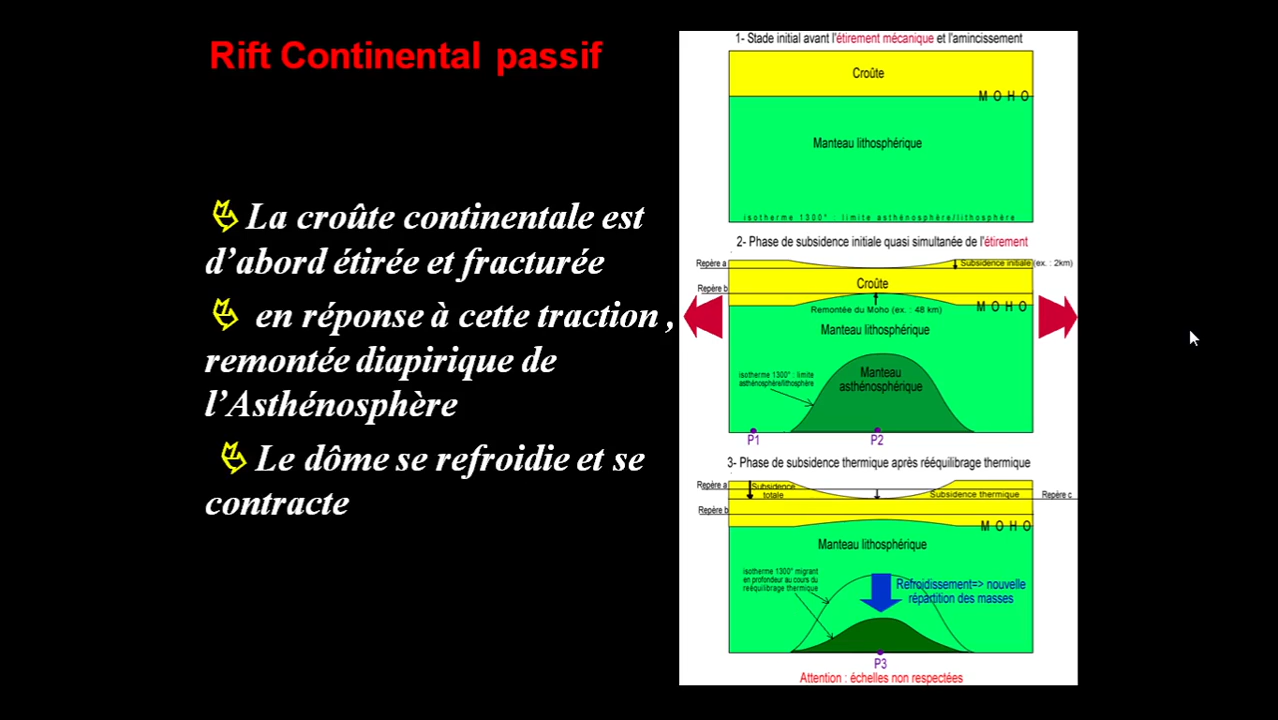 Rift Continental passif
La croûte continentale est
d'abord étirée et fracturée
en réponse à cette traction ,
remontée diapirique de
l'Asthénosphère
Le dôme se refroidie et se
contracte
1- Stade initial avant l'étirement mécanique et l'amincissement
Croûte
MOHO
Manteau lithosphérique
isotherme 1300° : limite asthénosphère/lithosphère
2- Phase de subsidence initiale quasi simultanée de l'étirement
Repère a
Subsidence initiale (ex. : 2km)
Croûte
Repère b
MOHO
Remontée du Moho (ex. : 48 km)
Manteau lithosphérique
isotherme 1300° : limite
asthénosphère/lithosphère
Manteau
asthénosphérique
P1
P2
3- Phase de subsidence thermique après rééquilibrage thermique
Repère a
Subsidence
totale
Subsidence thermique
Repère c
Repère b
MOHO
Manteau lithosphérique
isotherme 1300° migrant
en profondeur au cours du
reéquilibrage thermique
Refroidissement=> nouvelle
répartition des masses
P3
Attention : échelles non respectées